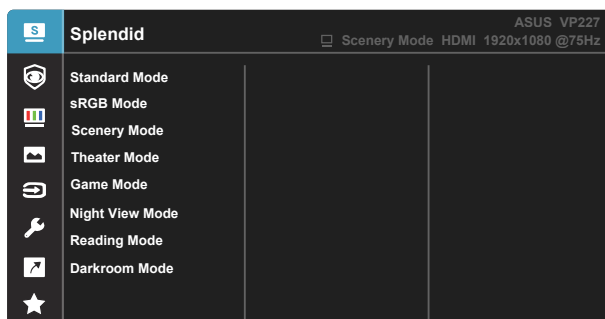 S
Splendid
ASUS VP227
Scenery Mode HDMI 1920x1080 @75Hz
Standard Mode
sRGB Mode
Scenery Mode
Theater Mode
Game Mode
Night View Mode
Reading Mode
Darkroom Mode